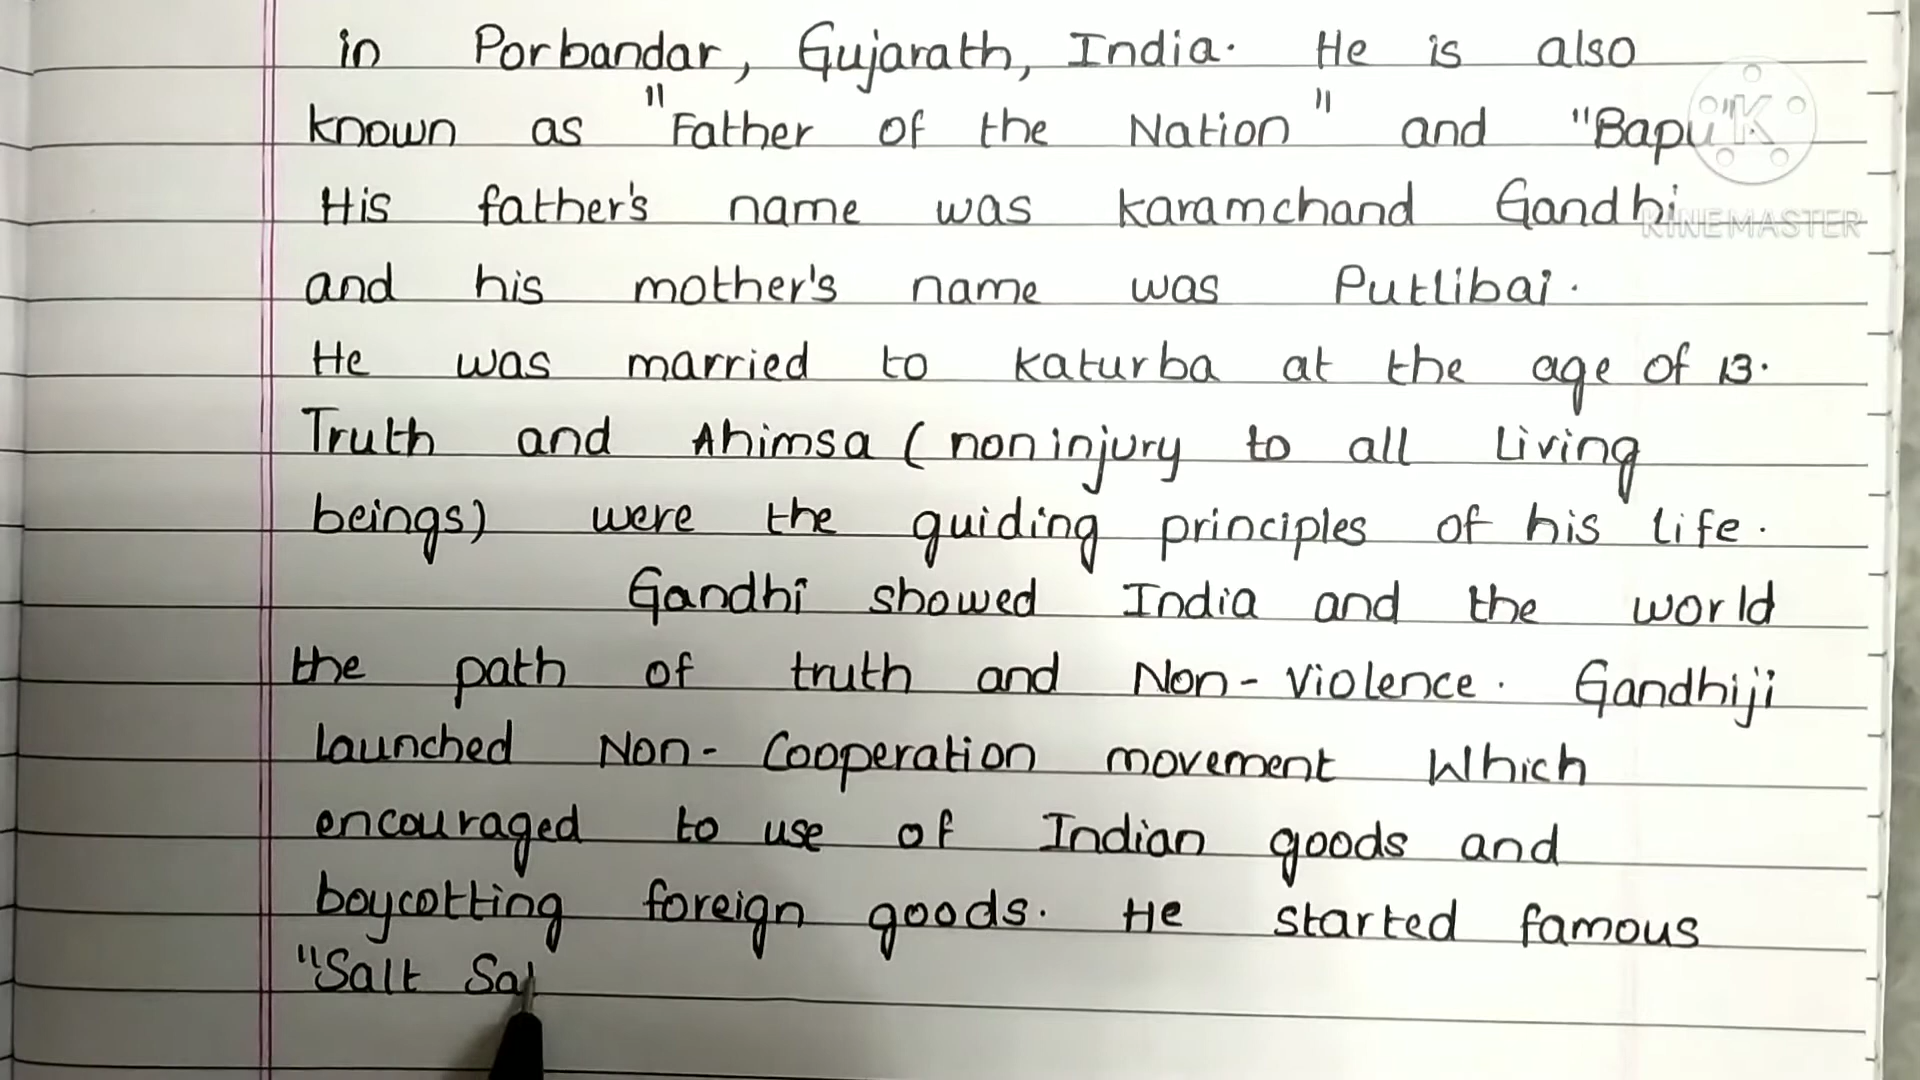 in Porbandar, Gujarath, India. He is also
known as "Father of the Nation" and "Bapu"
His father's name was karamchand Gandhi
and his mother's name was Putlibai.
He was married to Katurba at the age of 13.
Truth and Ahimsa (non injury to all Living
beings) were the guiding principles of his life.
Gandhi showed India and the world
the path of truth and Non-Violence. Gandhiji
launched Non-Cooperation movement Which
encouraged to use of Indian goods and
boycotting foreign goods. He started famous
"Salt
K
KINEMASTER